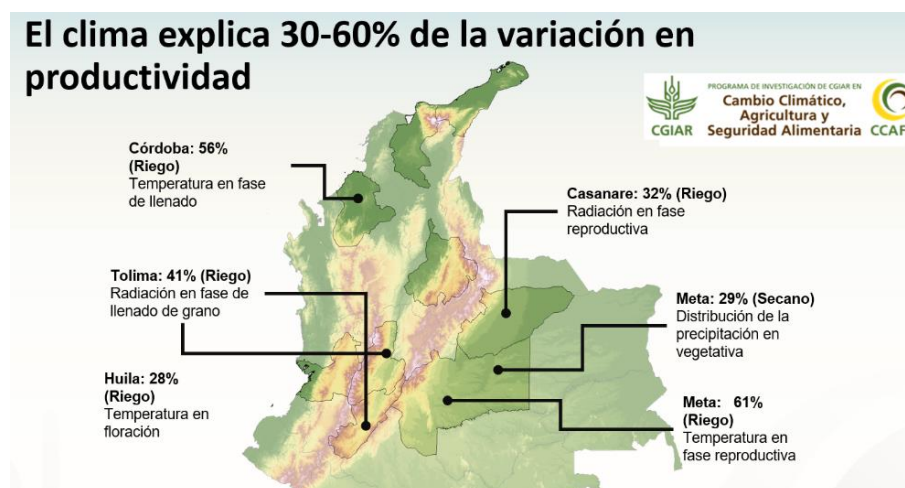 El clima explica 30-60% de la variación en
productividad
PROGRAMA DE INVESTIGACIÓN DE CGIAR EN
Cambio Climático,
Agricultura y
Seguridad Alimentaria
CGIAR
CCAF
Córdoba: 56%
(Riego)
Temperatura en fase
de llenado
Casanare: 32% (Riego)
Radiación en fase
reproductiva
Tolima: 41% (Riego)
Radiación en fase de
llenado de grano
Meta: 29% (Secano)
Distribución de la
precipitación en
vegetativa
Huila: 28%
(Riego)
Temperatura en
floración
Meta: 61%
(Riego)
Temperatura en
fase reproductiva